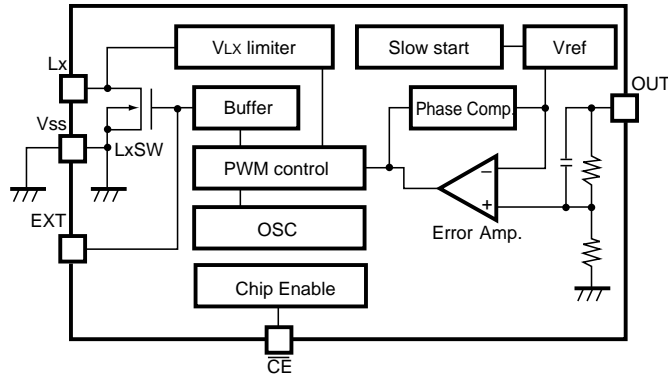 VLX limiter
Slow start
Vref
Lx
OUT
Buffer
Phase Comp.
Vss
LxSW
PWM control
−
+
EXT
OSC
Error Amp.
Chip Enable
C̅E̅